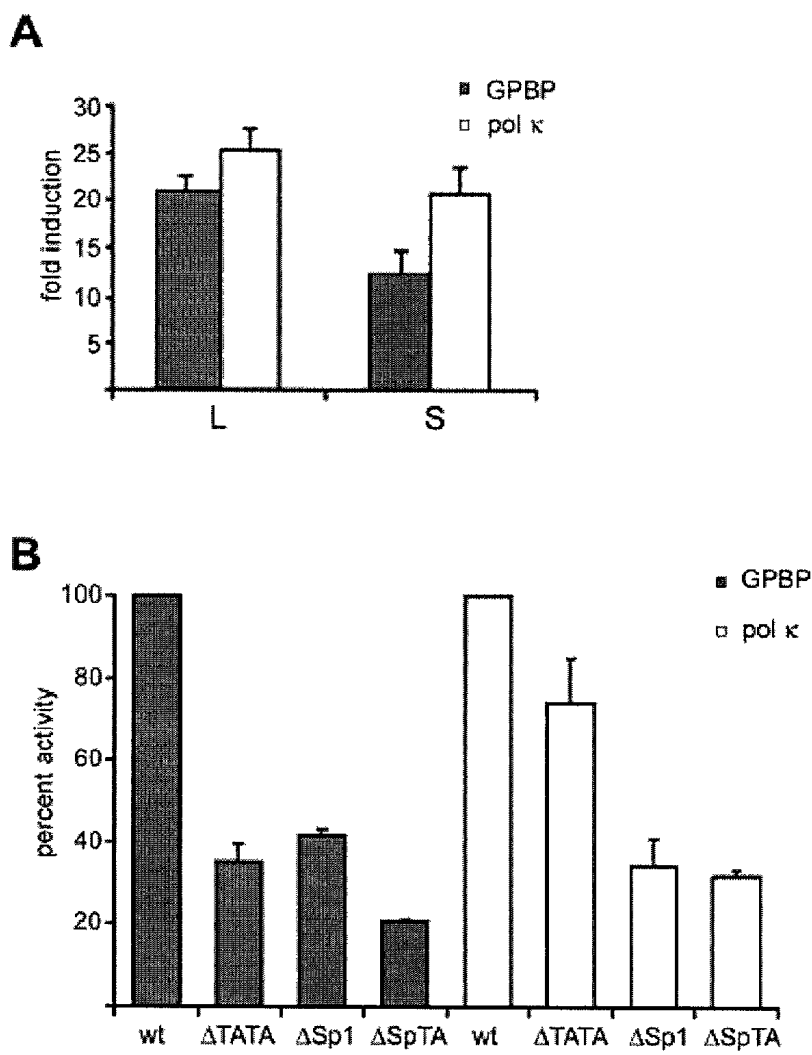 A
GPBP
pol κ
fold induction
30
25
20
15
10
5
L
S
B
GPBP
pol κ
percent activity
100
80
60
40
20
wt ΔTATA ΔSp1 ΔSpTA wt ΔTATA ΔSp1 ΔSpTA